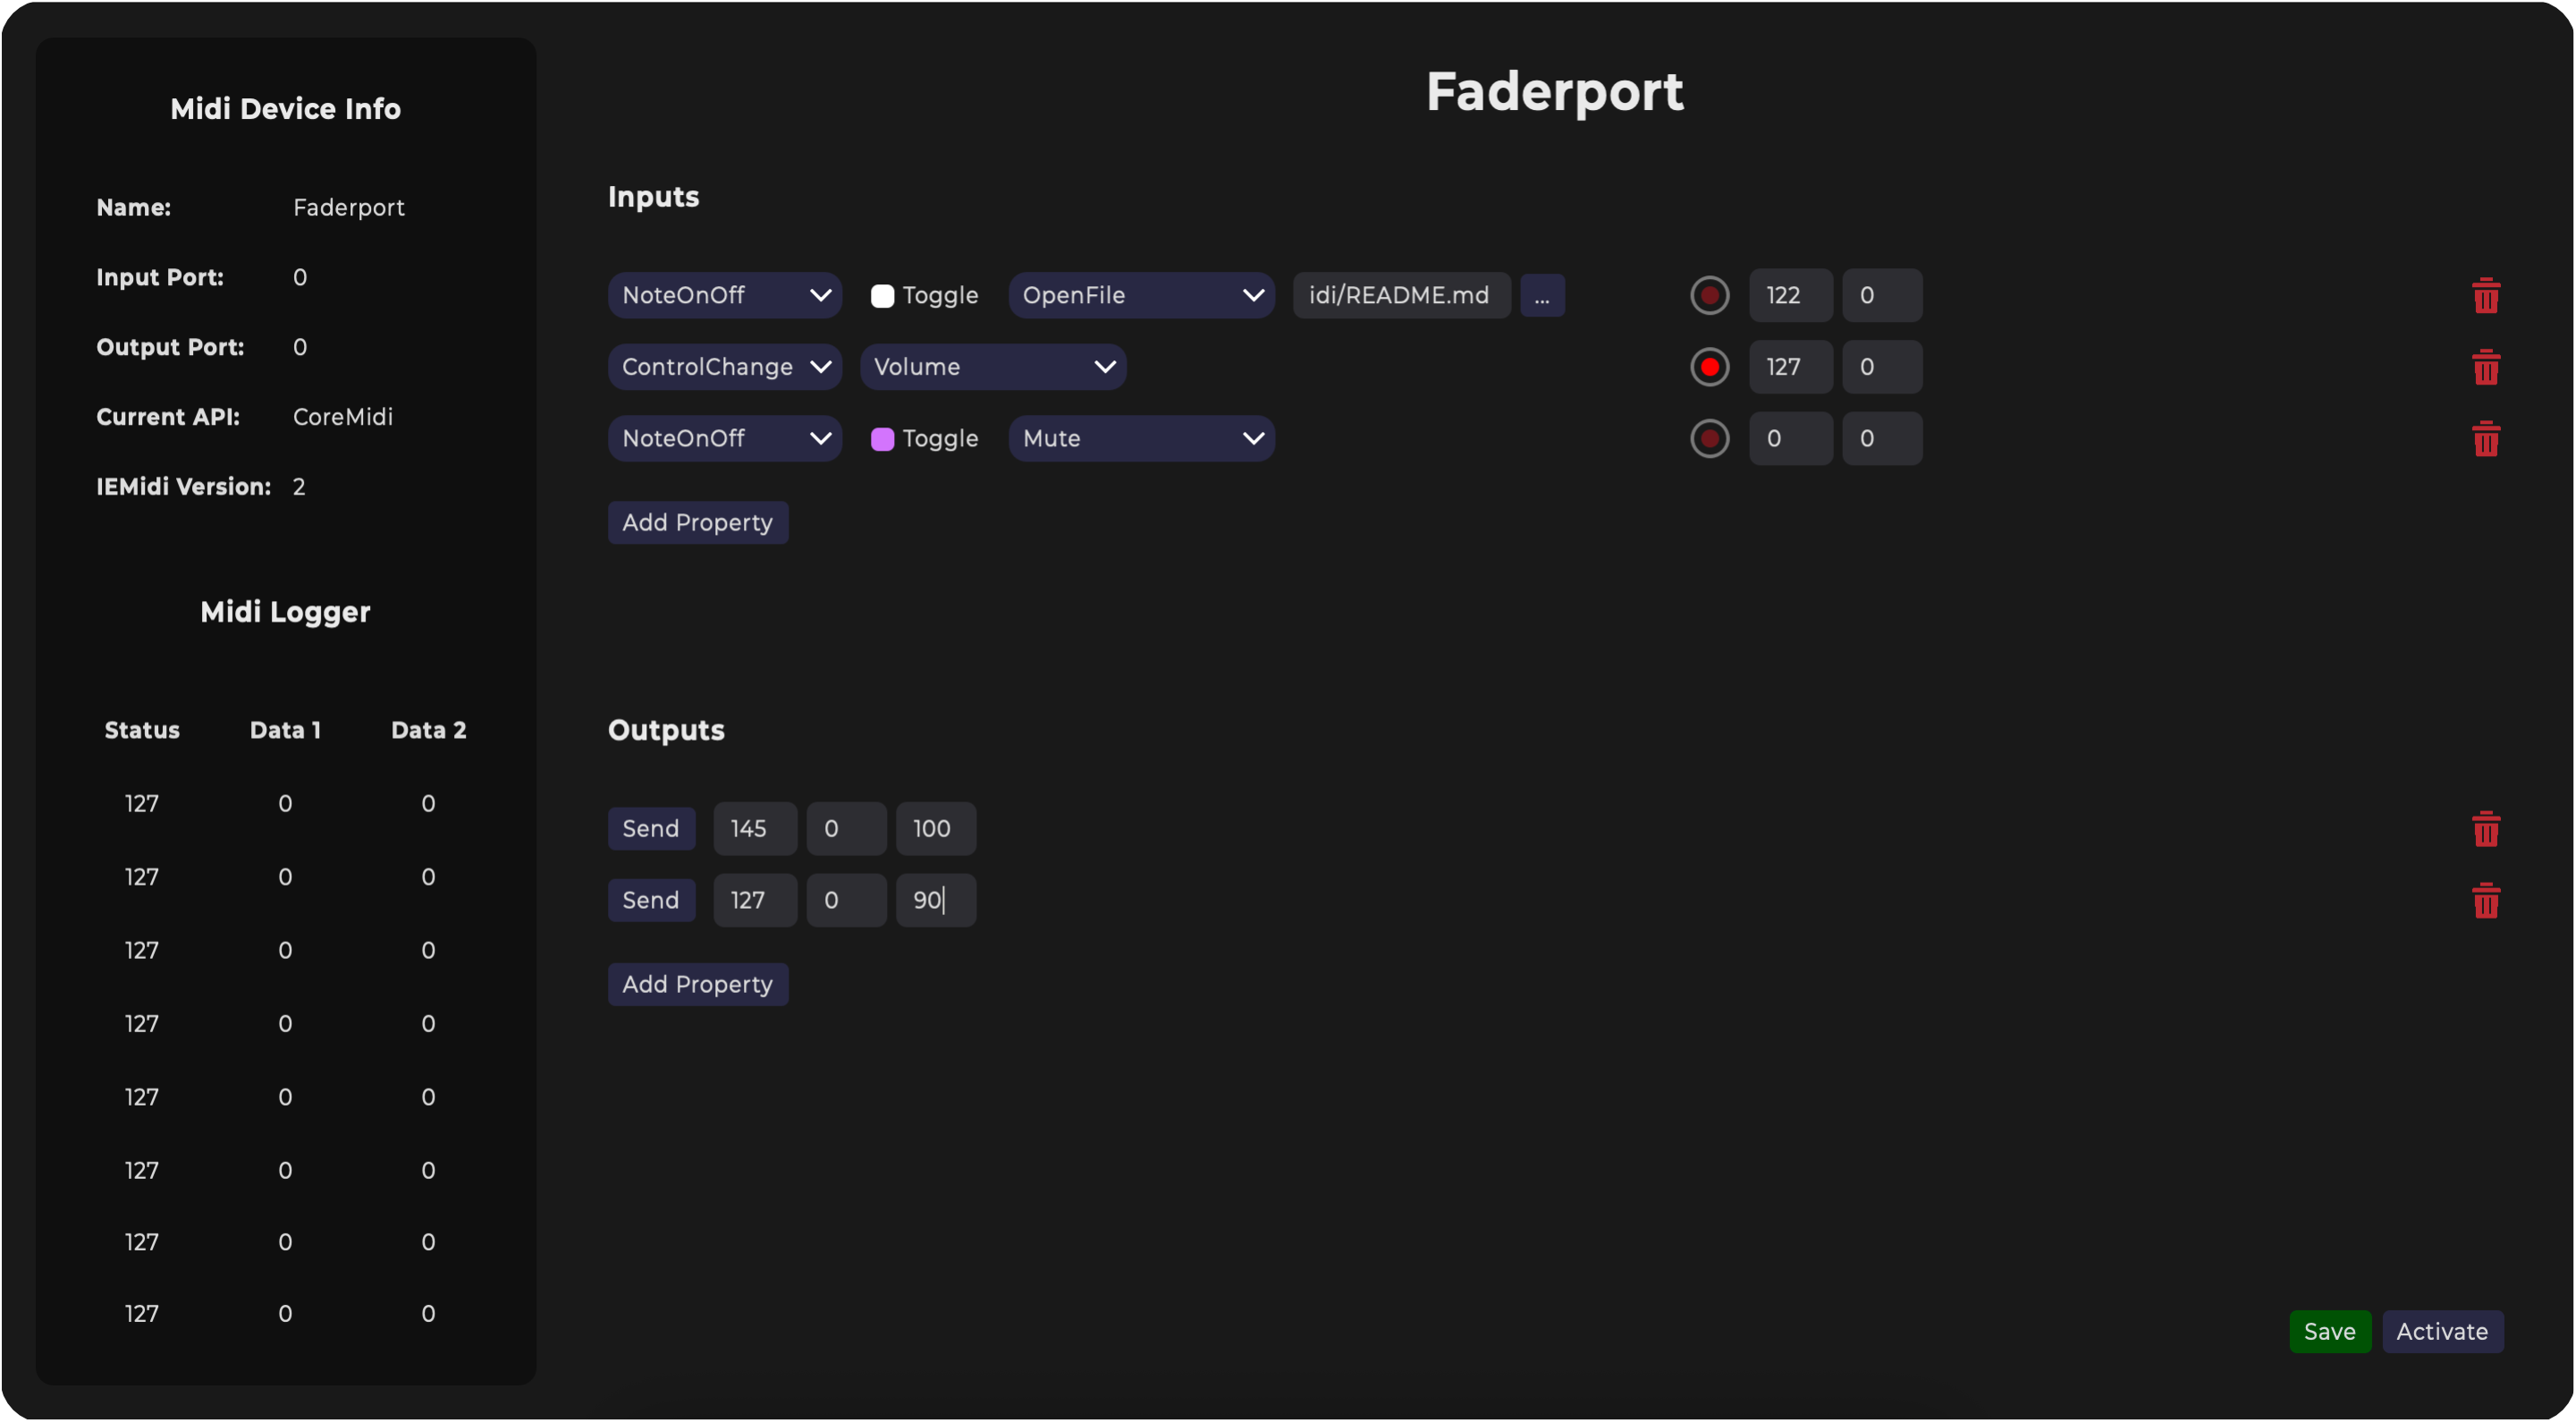 Midi Device Info
Name: Faderport
Input Port: 0
Output Port: 0
Current API: CoreMidi
IEMidi Version: 2
Midi Logger
Status Data 1 Data 2
127 0 0
127 0 0
127 0 0
127 0 0
127 0 0
127 0 0
127 0 0
127 0 0
Faderport
Inputs
NoteOnOff Toggle OpenFile idi/README.md ... 122 0
ControlChange Volume 127 0
NoteOnOff Toggle Mute 0 0
Add Property
Outputs
Send 145 0 100
Send 127 0 90
Add Property
Save Activate